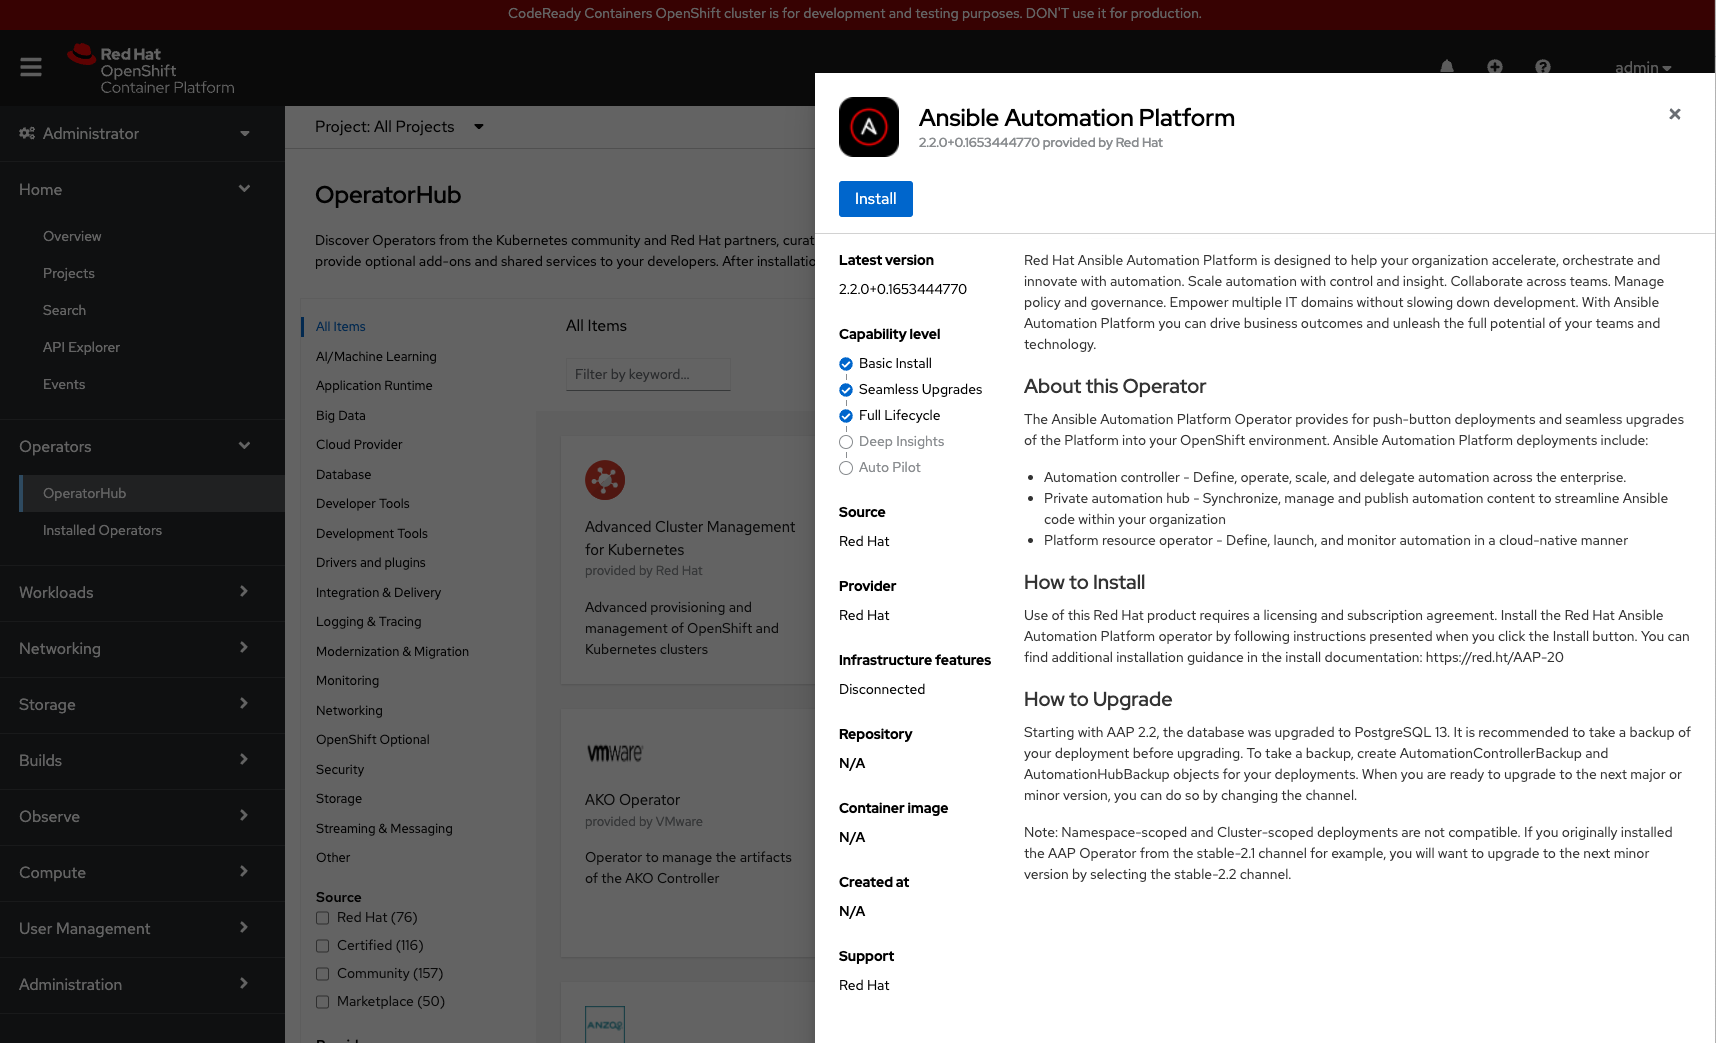 CodeReady Containers OpenShift cluster is for development and testing purposes. DON'T use it for production.
Red Hat
OpenShift
Container Platform
admin
Administrator
Home
Overview
Projects
Search
API Explorer
Events
Operators
OperatorHub
Installed Operators
Workloads
Networking
Storage
Builds
Observe
Compute
User Management
Administration
Project: All Projects
OperatorHub
Discover Operators from the Kubernetes community and Red Hat partners, curat
provide optional add-ons and shared services to your developers. After installatio
All Items
AI/Machine Learning
Application Runtime
Big Data
Cloud Provider
Database
Developer Tools
Development Tools
Drivers and plugins
Integration & Delivery
Logging & Tracing
Modernization & Migration
Monitoring
Networking
OpenShift Optional
Security
Storage
Streaming & Messaging
Other
Source
Red Hat (76)
Certified (116)
Community (157)
Marketplace (50)
All Items
Filter by keyword...
Advanced Cluster Management
for Kubernetes
provided by Red Hat
Advanced provisioning and
management of OpenShift and
Kubernetes clusters
vmware
AKO Operator
provided by VMware
Operator to manage the artifacts
of the AKO Controller
ANZO
Ansible Automation Platform
2.2.0+0.1653444770 provided by Red Hat
Install
Latest version
2.2.0+0.1653444770
Capability level
Basic Install
Seamless Upgrades
Full Lifecycle
Deep Insights
Auto Pilot
Source
Red Hat
Provider
Red Hat
Infrastructure features
Disconnected
Repository
N/A
Container image
N/A
Created at
N/A
Support
Red Hat
Red Hat Ansible Automation Platform is designed to help your organization accelerate, orchestrate and
innovate with automation. Scale automation with control and insight. Collaborate across teams. Manage
policy and governance. Empower multiple IT domains without slowing down development. With Ansible
Automation Platform you can drive business outcomes and unleash the full potential of your teams and
technology.
About this Operator
The Ansible Automation Platform Operator provides for push-button deployments and seamless upgrades
of the Platform into your OpenShift environment. Ansible Automation Platform deployments include:
• Automation controller - Define, operate, scale, and delegate automation across the enterprise.
• Private automation hub - Synchronize, manage and publish automation content to streamline Ansible
code within your organization
• Platform resource operator - Define, launch, and monitor automation in a cloud-native manner
How to Install
Use of this Red Hat product requires a licensing and subscription agreement. Install the Red Hat Ansible
Automation Platform operator by following instructions presented when you click the Install button. You can
find additional installation guidance in the install documentation: https://red.ht/AAP-20
How to Upgrade
Starting with AAP 2.2, the database was upgraded to PostgreSQL 13. It is recommended to take a backup of
your deployment before upgrading. To take a backup, create AutomationControllerBackup and
AutomationHubBackup objects for your deployments. When you are ready to upgrade to the next major or
minor version, you can do so by changing the channel.
Note: Namespace-scoped and Cluster-scoped deployments are not compatible. If you originally installed
the AAP Operator from the stable-2.1 channel for example, you will want to upgrade to the next minor
version by selecting the stable-2.2 channel.